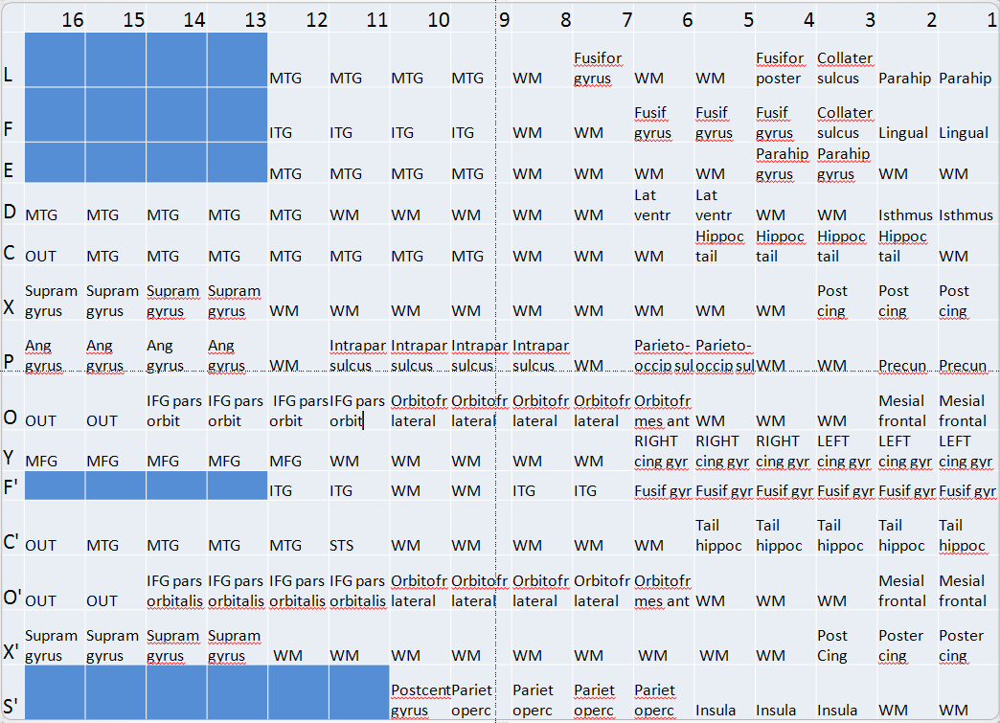 16 15 14 13 12 11 10 9 8 7 6 5 4 3 2 1
Fusifor Fusifor Collater
L MTG MTG MTG MTG WM gyrus WM WM poster sulcus Parahip Parahip
Fusif Fusif Fusif Collater
F ITG ITG ITG ITG WM WM gyrus gyrus gyrus sulcus Lingual Lingual
Parahip Parahip
E MTG MTG MTG MTG WM WM WM WM gyrus gyrus WM WM
Lat Lat
D MTG MTG MTG MTG MTG WM WM WM WM WM ventr ventr WM WM Isthmus Isthmus
Hippoc Hippoc Hippoc Hippoc
C OUT MTG MTG MTG MTG MTG MTG MTG WM WM WM tail tail tail tail WM
Supram Supram Supram Supram Post Post Post
X gyrus gyrus gyrus gyrus WM WM WM WM WM WM WM WM WM cing cing cing
Ang Ang Ang Ang Intrapar Intrapar Intrapar Intrapar Parieto- Parieto-
P gyrus gyrus gyrus gyrus WM sulcus sulcus sulcus sulcus WM occip sul occip sul WM WM Precun Precun
IFG pars IFG pars IFG pars IFG pars Orbitofr Orbitofr Orbitofr Orbitofr Orbitofr Mesial Mesial
O OUT OUT orbit orbit orbit orbit lateral lateral lateral lateral mes ant WM WM WM frontal frontal
RIGHT RIGHT RIGHT LEFT LEFT LEFT
Y MFG MFG MFG MFG MFG WM WM WM WM WM cing gyr cing gyr cing gyr cing gyr cing gyr cing gyr
F' ITG ITG WM WM ITG ITG Fusif gyr Fusif gyr Fusif gyr Fusif gyr Fusif gyr Fusif gyr
Tail Tail Tail Tail Tail
C' OUT MTG MTG MTG MTG STS WM WM WM WM WM hippoc hippoc hippoc hippoc hippoc
IFG pars IFG pars IFG pars IFG pars Orbitofr Orbitofr Orbitofr Orbitofr Orbitofr Mesial Mesial
O' OUT OUT orbitalis orbitalis orbitalis orbitalis lateral lateral lateral lateral mes ant WM WM WM frontal frontal
Supram Supram Supram Supram Post Poster Poster
X' gyrus gyrus gyrus gyrus WM WM WM WM WM WM WM WM WM Cing cing cing
Postcent Pariet Pariet Pariet Pariet
S' gyrus operc operc operc operc Insula Insula Insula WM WM